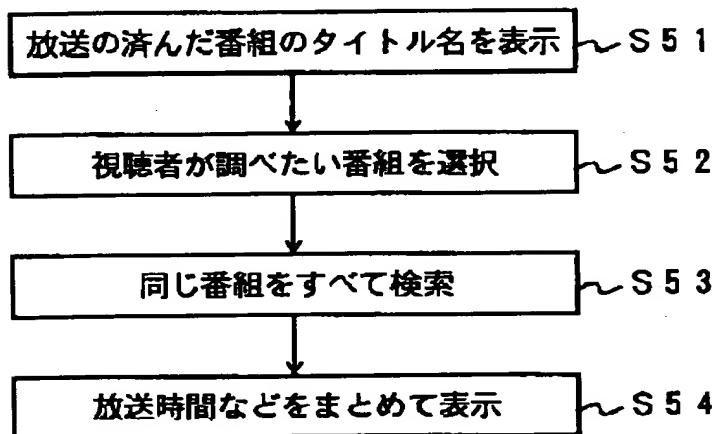 放送の済んだ番組のタイトル名を表示 S51
視聴者が調べたい番組を選択 S52
同じ番組をすべて検索 S53
放送時間などをまとめて表示 S54